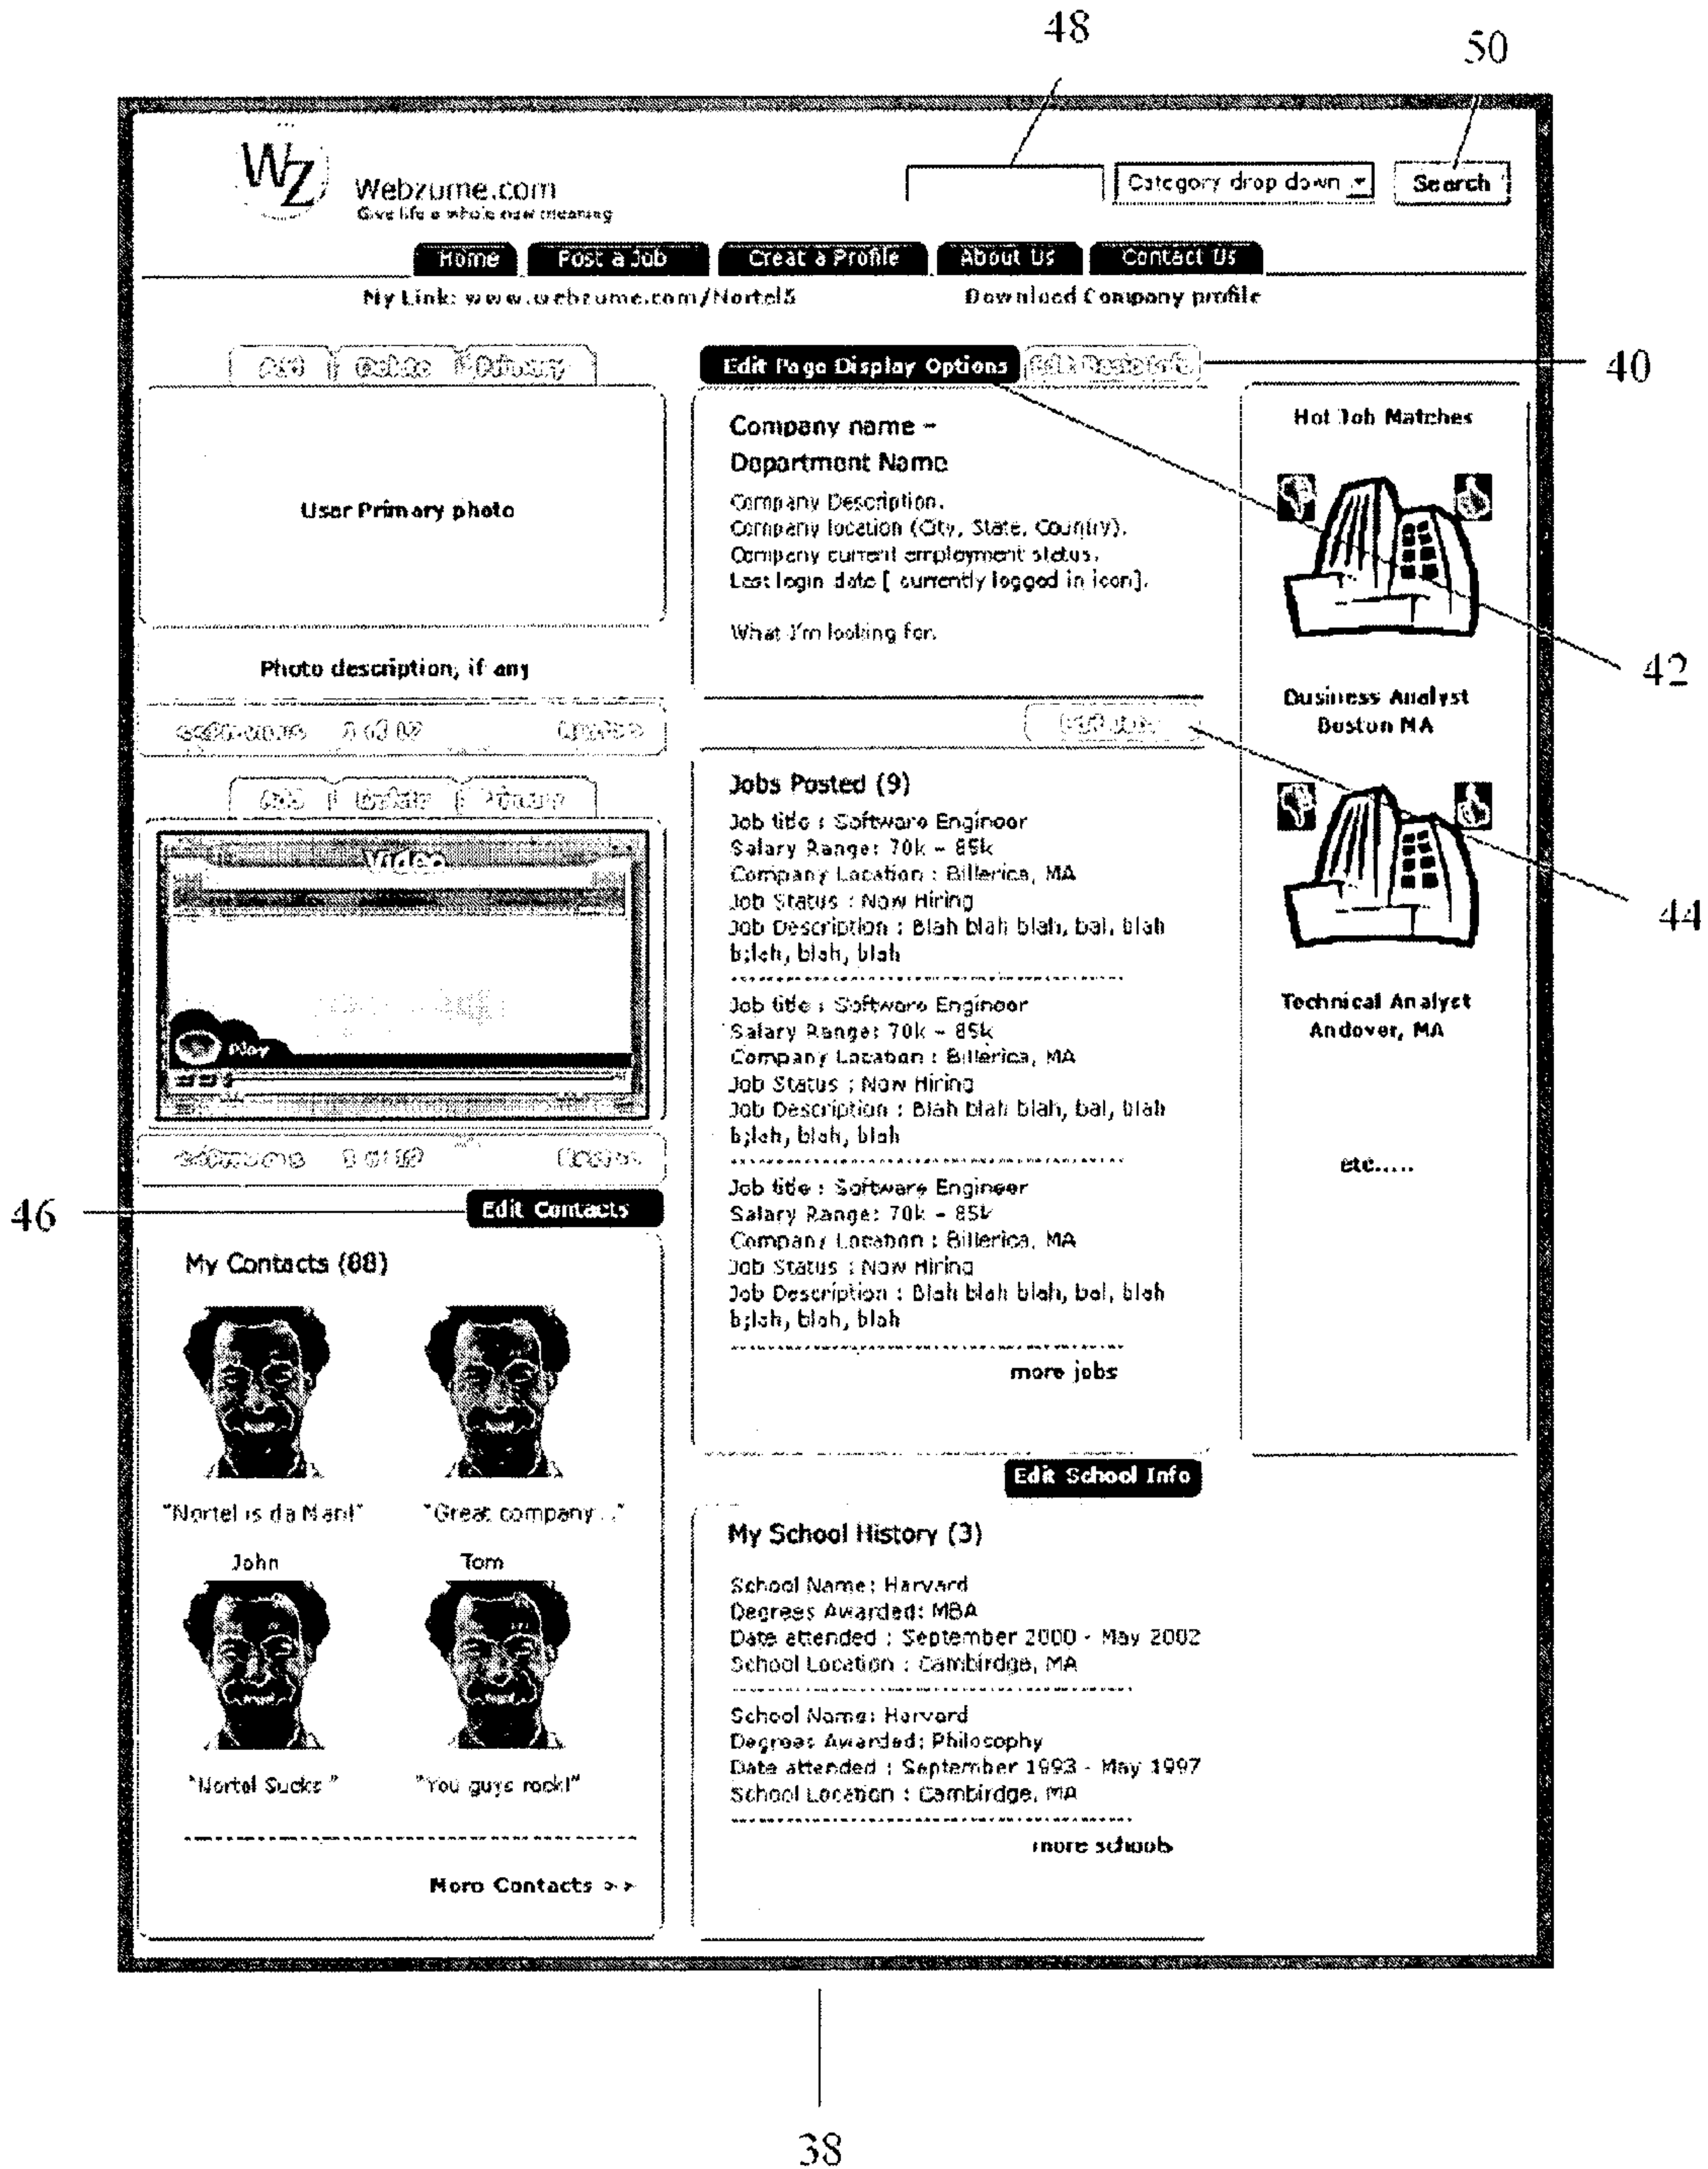 48
50
WZ
Webzume.com
Give life a whole new meaning
Category drop down
Search
Home
Post a Job
Creat a Profile
About Us
Contact Us
My Link: www.webzume.com/Nortel5
Download Company profile
Edit Page Display Options
40
User Primary photo
Photo description, if any
Company name -
Department Name
Company Description.
Company location (City, State, Country).
Company current employment status.
Last login date [ currently logged in icon].
What I'm looking for.
Hot Job Matches
42
Business Analyst
Boston MA
44
Technical Analyst
Andover, MA
etc.....
Video
Play
Jobs Posted (9)
Job title : Software Engineer
Salary Range: 70k - 85k
Company Location : Billerica, MA
Job Status : Now Hiring
Job Description : Blah blah blah, bal, blah
b;lah, blah, blah
Job title : Software Engineer
Salary Range: 70k - 85k
Company Location : Billerica, MA
Job Status : Now Hiring
Job Description : Blah blah blah, bal, blah
b;lah, blah, blah
Job title : Software Engineer
Salary Range: 70k - 85k
Company Location : Billerica, MA
Job Status : Now Hiring
Job Description : Blah blah blah, bal, blah
b;lah, blah, blah
more jobs
46
Edit Contacts
My Contacts (88)
"Nortel is da Man!"
"Great company..."
John
Tom
"Nortel Sucks "
"You guys rock!"
More Contacts >>
Edit School Info
My School History (3)
School Name: Harvard
Degrees Awarded: MBA
Date attended : September 2000 - May 2002
School Location : Cambirdge, MA
School Name: Harvard
Degrees Awarded: Philosophy
Date attended : September 1993 - May 1997
School Location : Cambirdge, MA
more schools
38